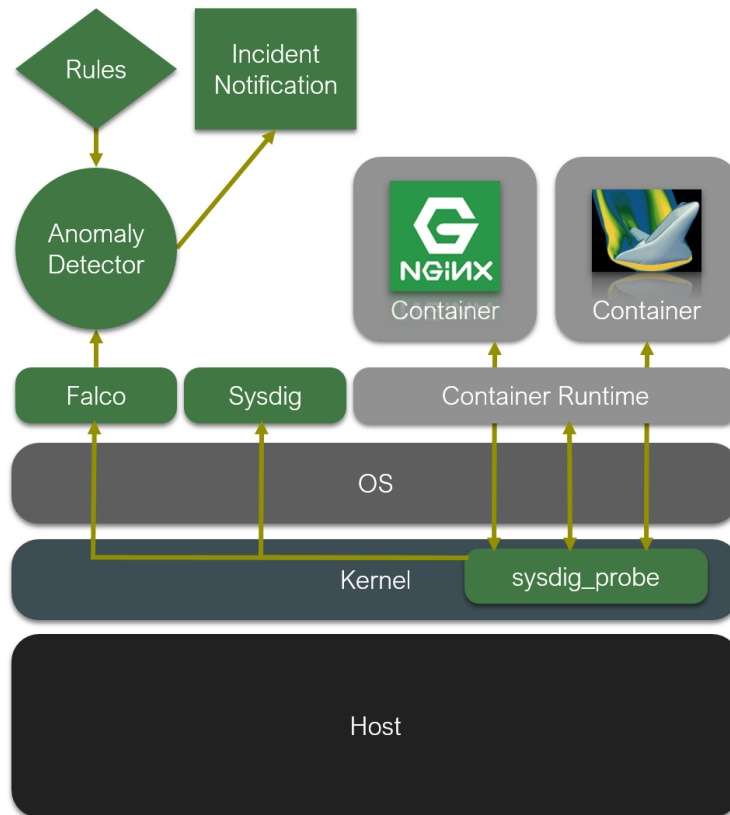 Rules
Incident
Notification
Anomaly
Detector
NGiNX
Container
Container
Falco
Sysdig
Container Runtime
OS
Kernel
sysdig_probe
Host